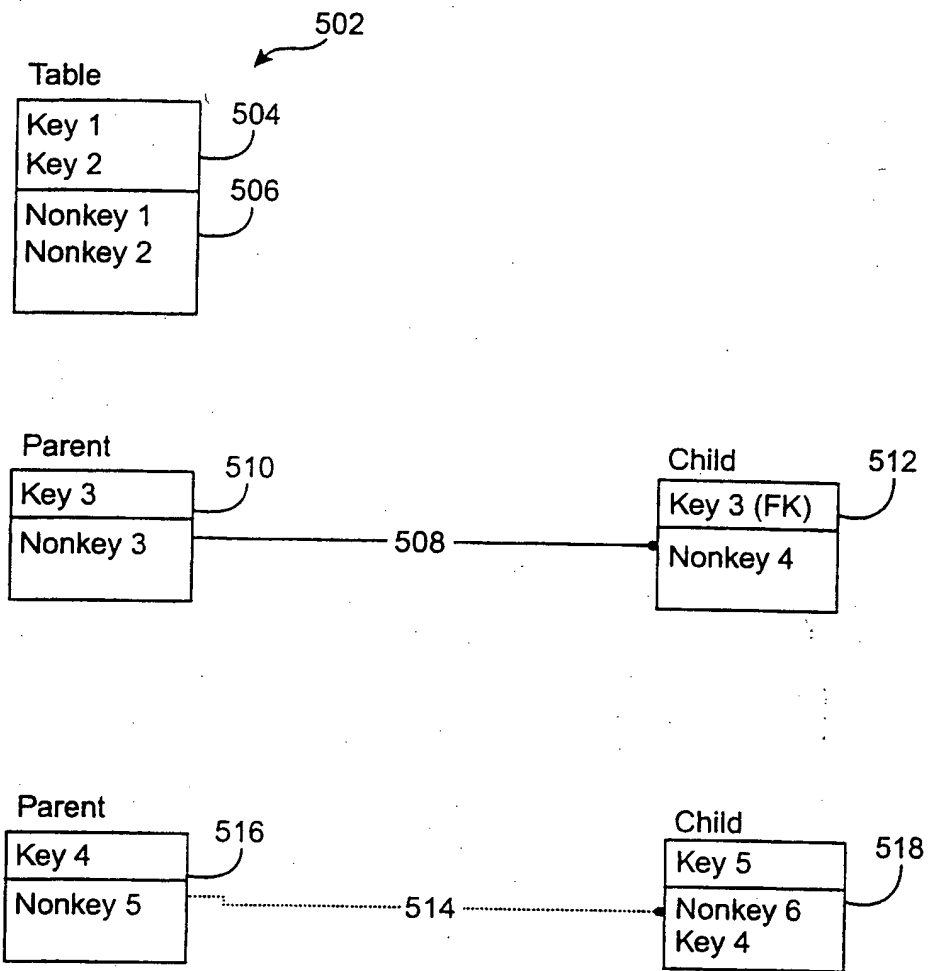 502
Table
Key 1
Key 2
504
Nonkey 1
Nonkey 2
506
Parent
Key 3
510
Nonkey 3
508
Child
Key 3 (FK)
512
Nonkey 4
Parent
Key 4
516
Nonkey 5
514
Child
Key 5
518
Nonkey 6
Key 4